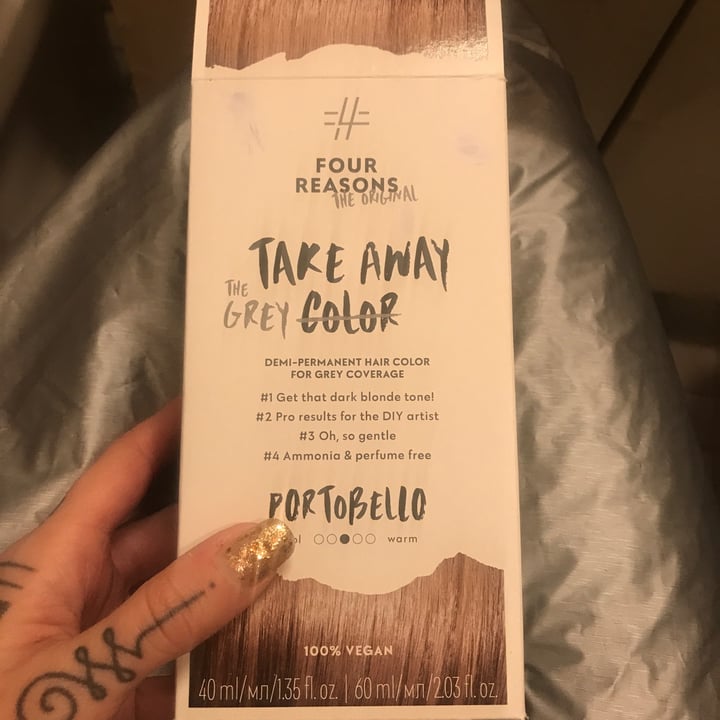 =4=
FOUR
REASONS
THE ORIGINAL
TAKE AWAY
THE
GREY COLOR
DEMI-PERMANENT HAIR COLOR
FOR GREY COVERAGE
#1 Get that dark blonde tone!
#2 Pro results for the DIY artist
#3 Oh, so gentle
#4 Ammonia & perfume free
PORTOBELLO
ol ○○●○○ warm
100% VEGAN
40 ml/мл/1.35 fl. oz. | 60 ml/мл/2.03 fl. oz.